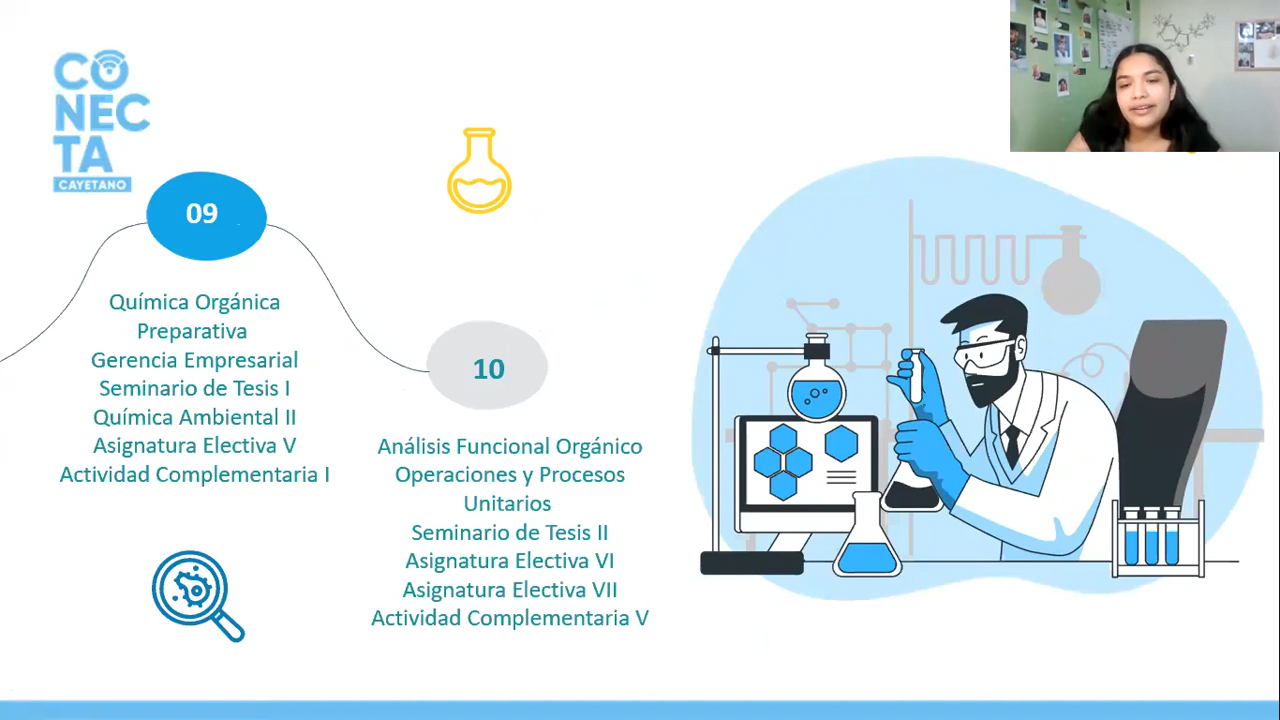 CO
NEC
TA
CAYETANO
09
Química Orgánica
Preparativa
Gerencia Empresarial
Seminario de Tesis I
Química Ambiental II
Asignatura Electiva V
Actividad Complementaria I
10
Análisis Funcional Orgánico
Operaciones y Procesos
Unitarios
Seminario de Tesis II
Asignatura Electiva VI
Asignatura Electiva VII
Actividad Complementaria V